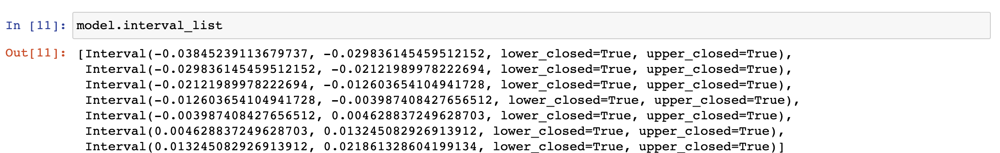 In [11]: model.interval_list
Out[11]: [Interval(-0.03845239113679737, -0.029836145459512152, lower_closed=True, upper_closed=True),
Interval(-0.029836145459512152, -0.02121989978222694, lower_closed=True, upper_closed=True),
Interval(-0.02121989978222694, -0.012603654104941728, lower_closed=True, upper_closed=True),
Interval(-0.012603654104941728, -0.003987408427656512, lower_closed=True, upper_closed=True),
Interval(-0.003987408427656512, 0.004628837249628703, lower_closed=True, upper_closed=True),
Interval(0.004628837249628703, 0.013245082926913912, lower_closed=True, upper_closed=True),
Interval(0.013245082926913912, 0.021861328604199134, lower_closed=True, upper_closed=True)]